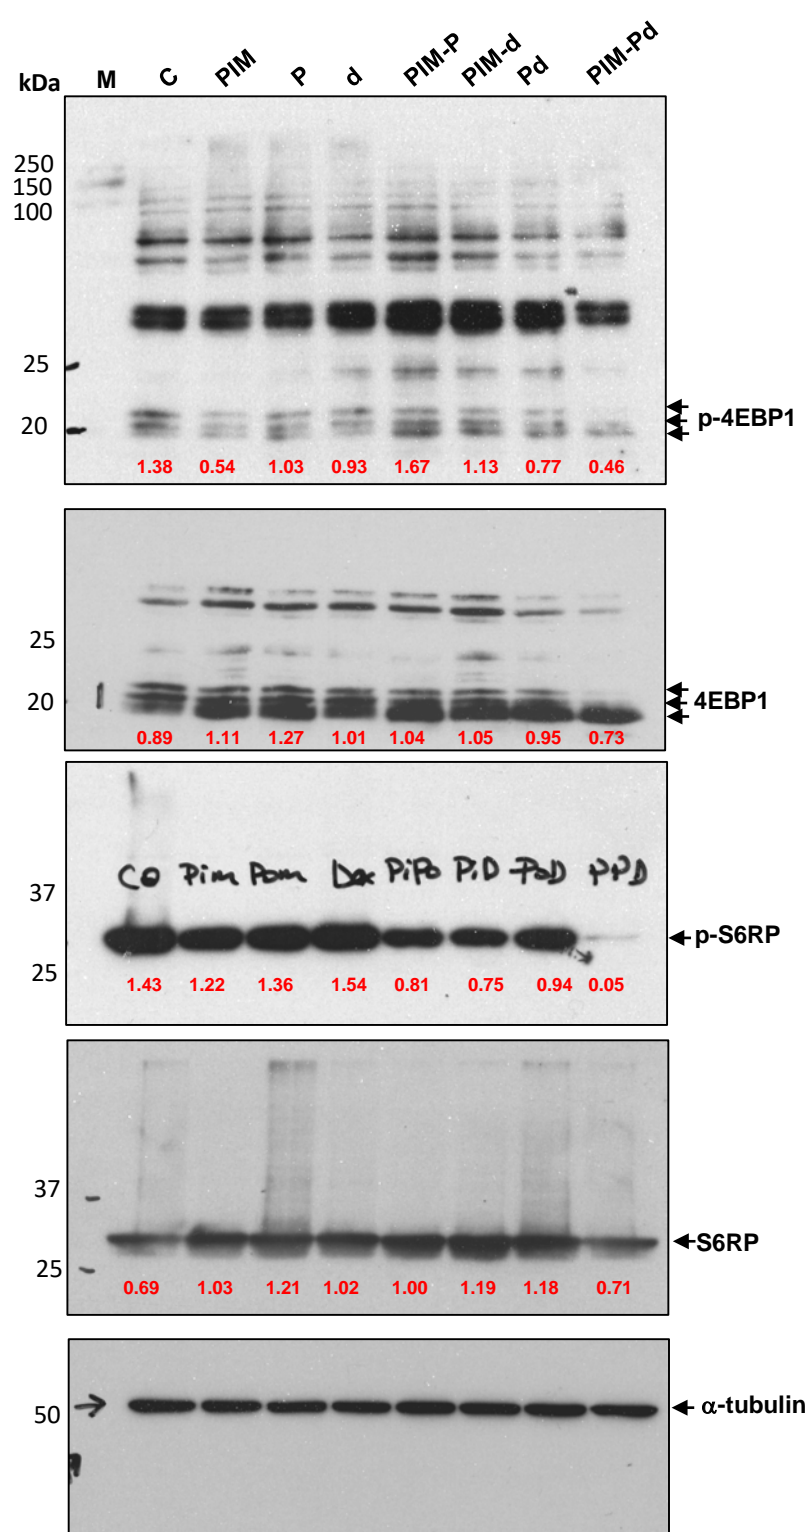 kDa M C PIM P d PIM-P PIM-d Pd PIM-Pd
250
150
100
25
20
p-4EBP1
1.38 0.54 1.03 0.93 1.67 1.13 0.77 0.46
25
20
4EBP1
0.89 1.11 1.27 1.01 1.04 1.05 0.95 0.73
CO Pim Pom Dex PiPo PiD PoD PPD
37
p-S6RP
25
1.43 1.22 1.36 1.54 0.81 0.75 0.94 0.05
37
S6RP
25
0.69 1.03 1.21 1.02 1.00 1.19 1.18 0.71
50
α-tubulin